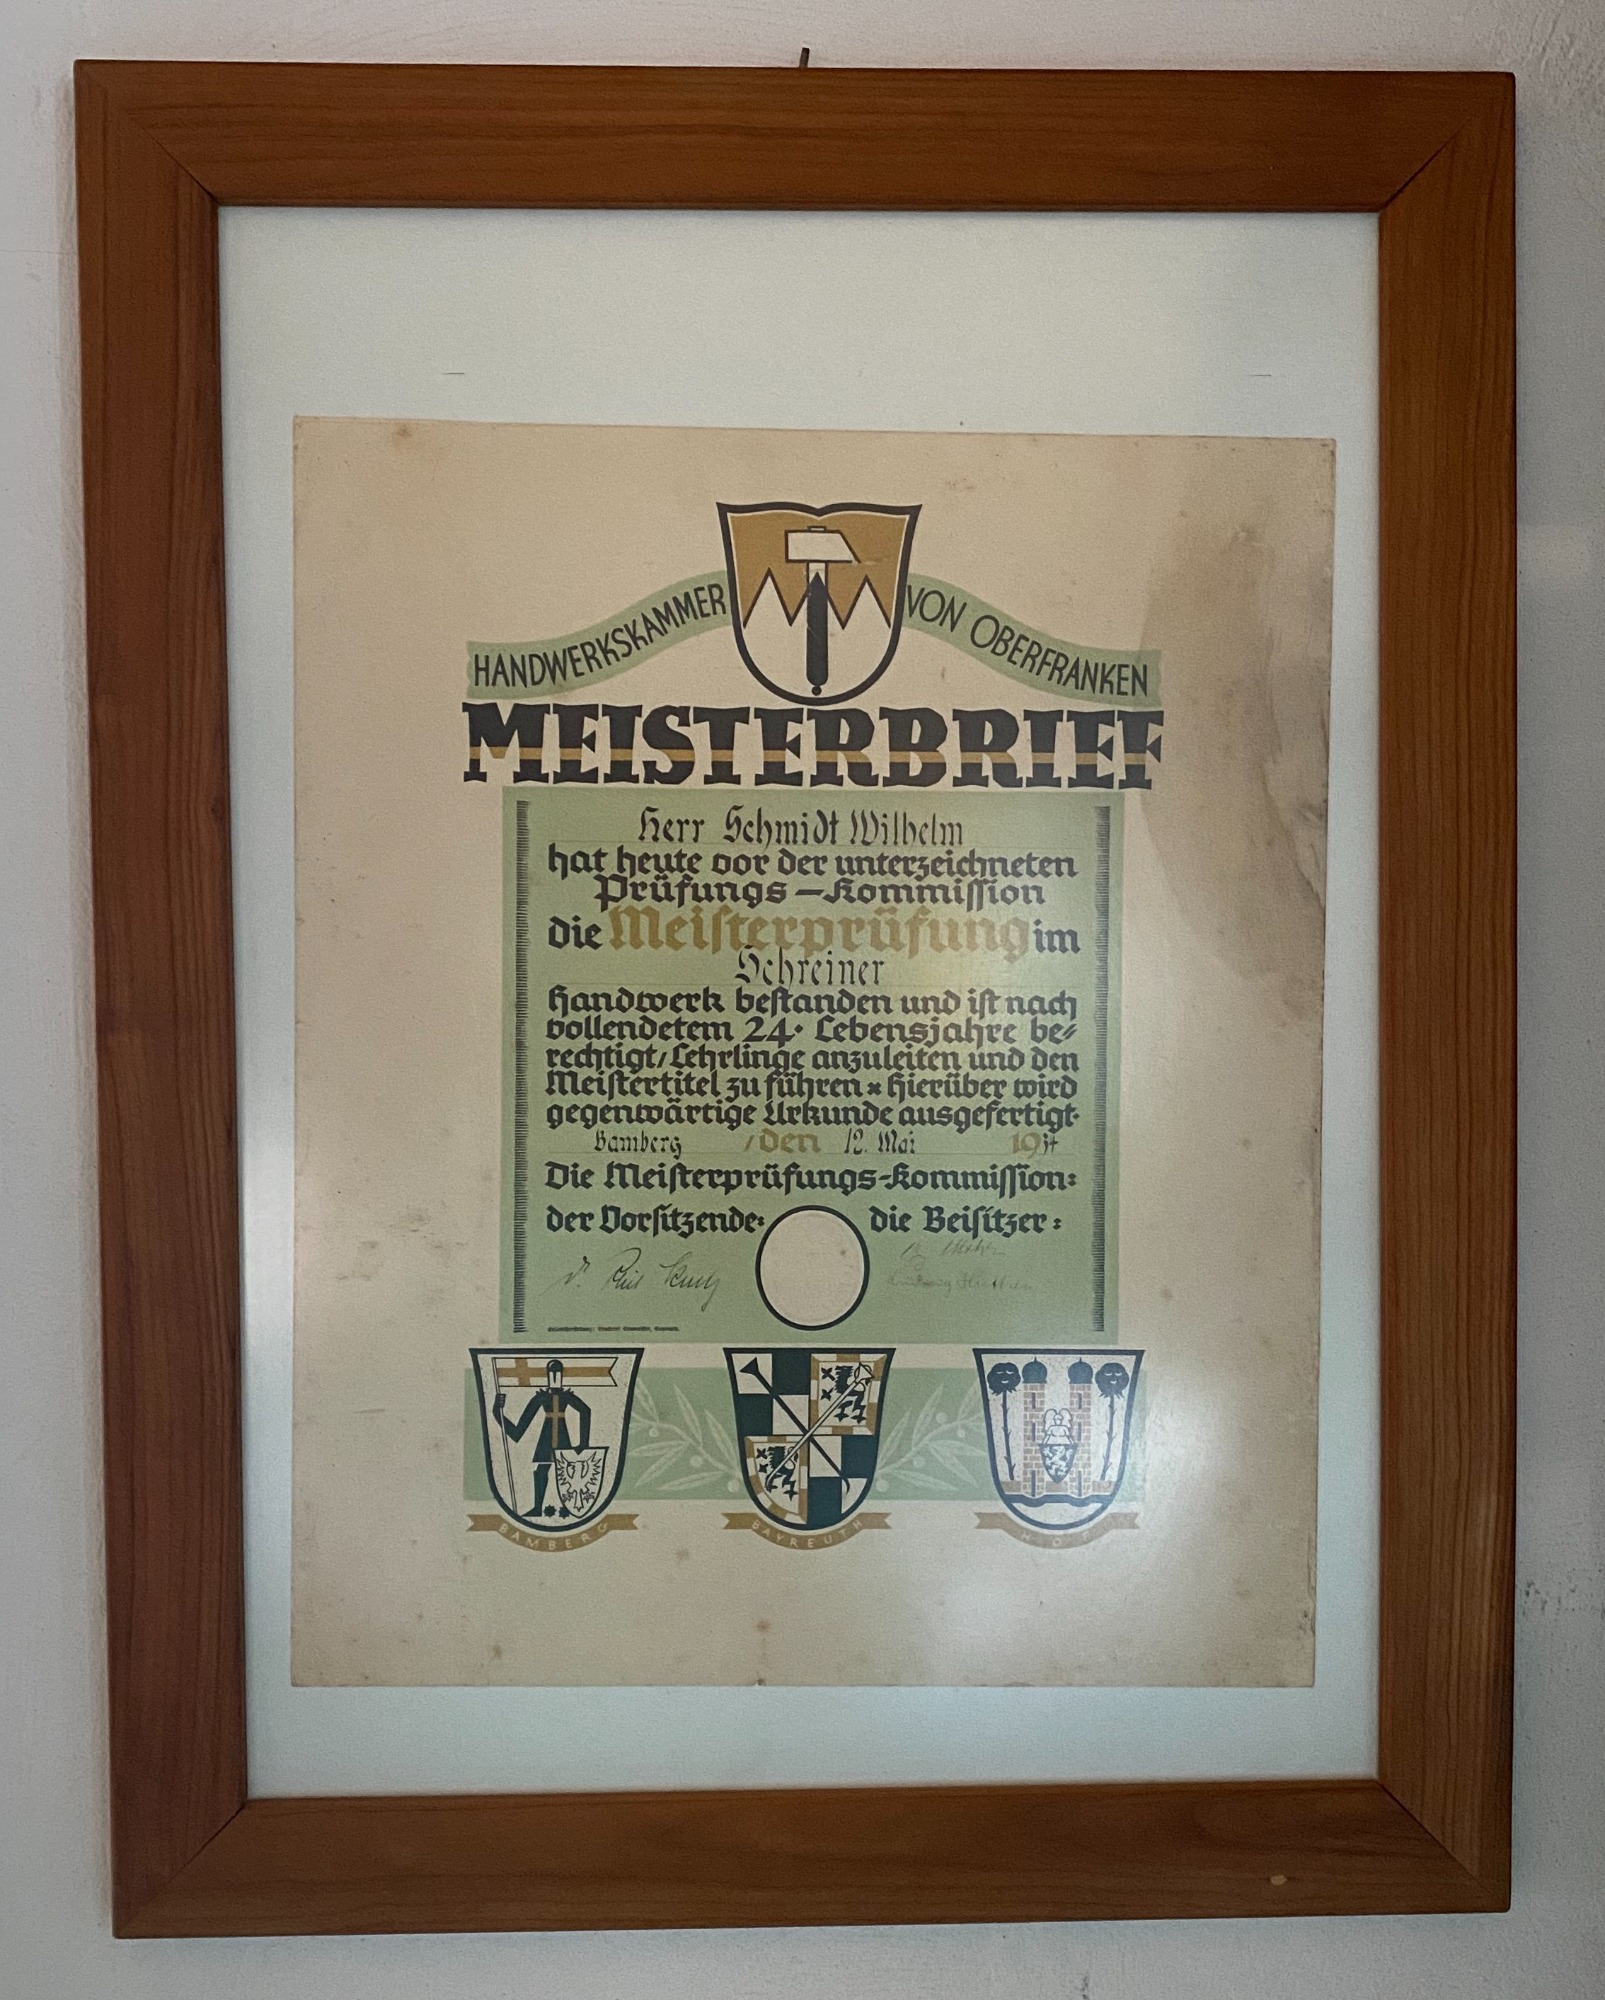 HANDWERKSKAMMER VON OBERFRANKEN
MEISTERBRIEF
Herr Schmidt Wilhelm
hat heute vor der unterzeichneten
Prüfungs-Kommission
die Meisterprüfung im
Schreiner
Handwerk bestanden und ist nach
vollendetem 24. Lebensjahre be-
rechtigt, Lehrlinge anzuleiten und den
Meistertitel zu führen × Hierüber wird
gegenwärtige Urkunde ausgefertigt.
Bamberg, den 12. Mai 19
Die Meisterprüfungs-Kommission:
der Vorsitzende: die Beisitzer:
BAMBERG BAYREUTH HOF